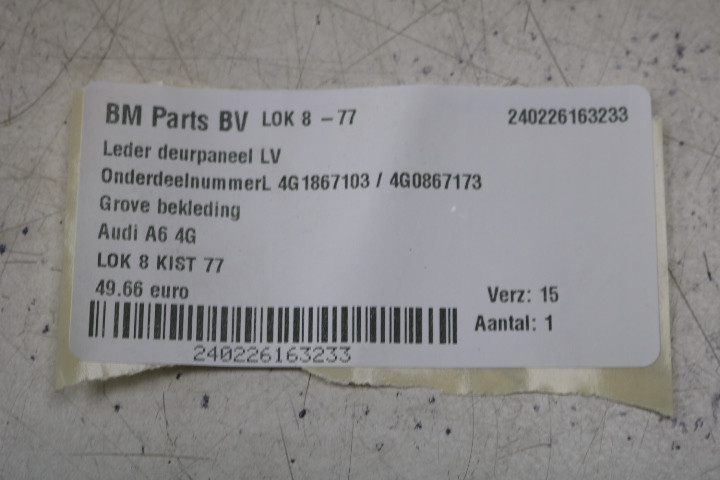 BM Parts BV LOK 8 - 77 240226163233
Leder deurpaneel LV
OnderdeelnummerL 4G1867103 / 4G0867173
Grove bekleding
Audi A6 4G
LOK 8 KIST 77
49.66 euro Verz: 15
Aantal: 1
240226163233